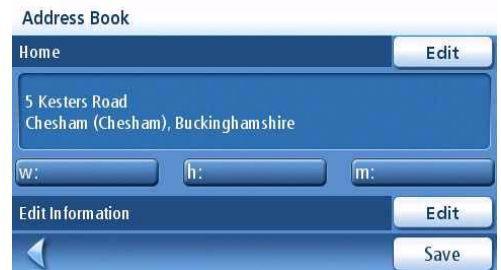 Address Book
Home Edit
5 Kesters Road
Chesham (Chesham), Buckinghamshire
w: h: m:
Edit Information Edit
Save